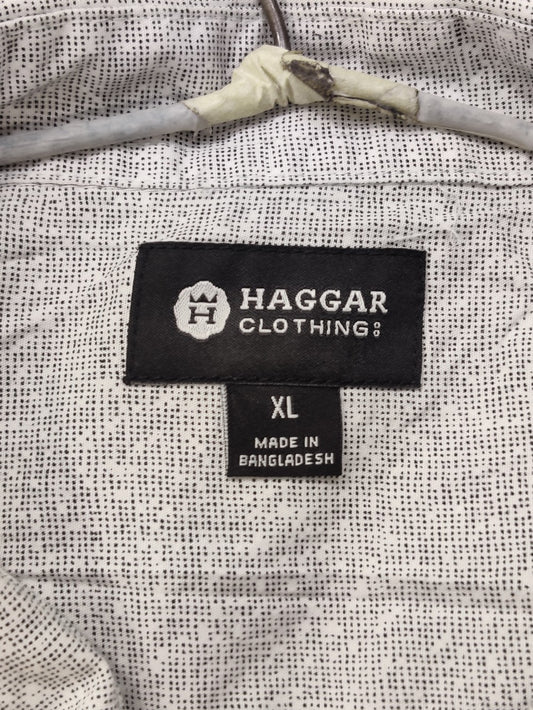 H
HAGGAR
CLOTHING CO
XL
MADE IN
BANGLADESH